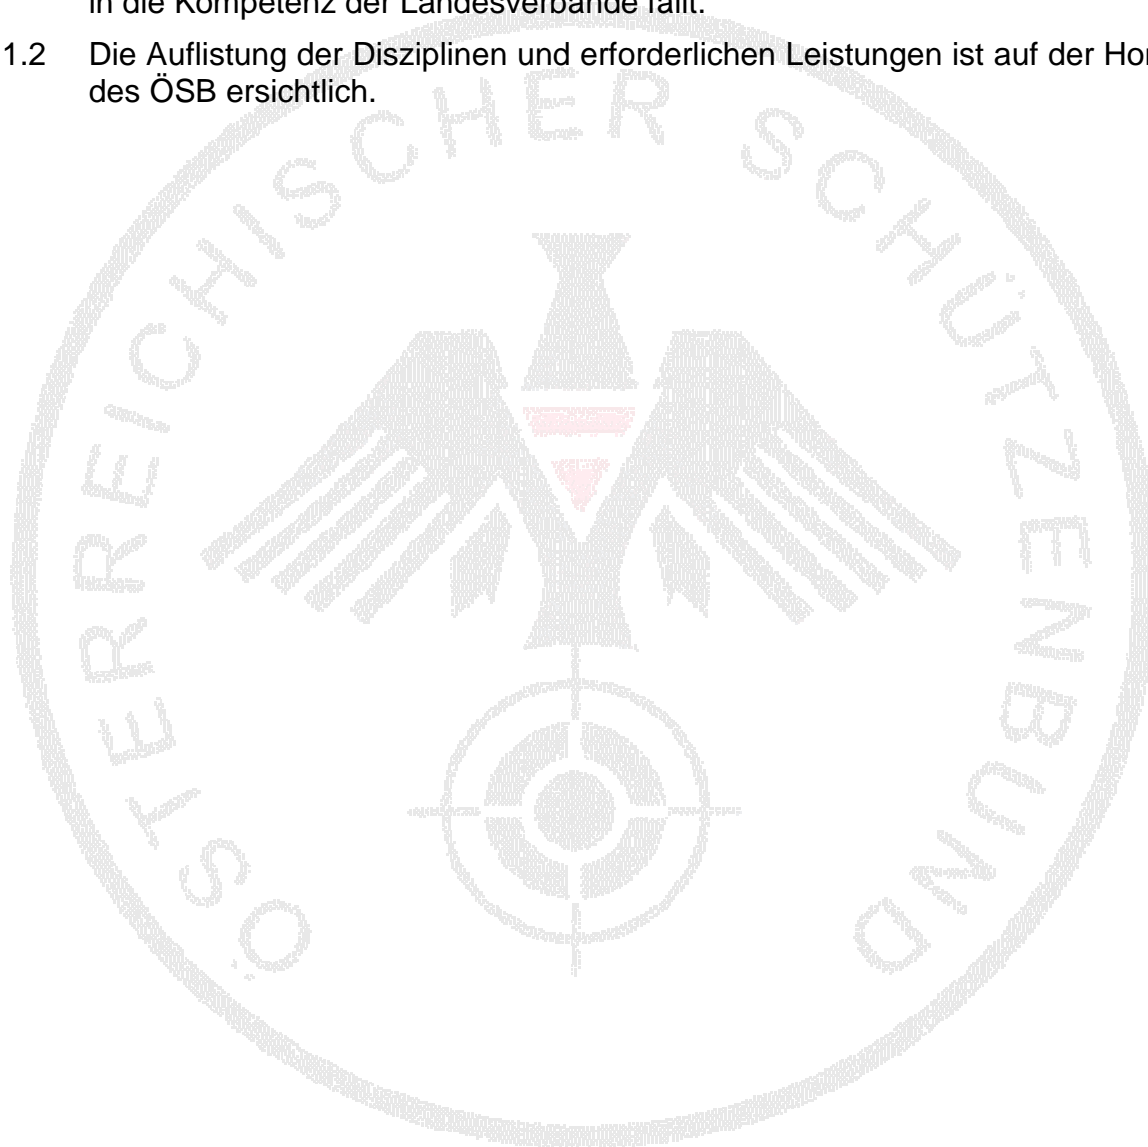 in die Kompetenz der Landesverbände fällt.
1.2 Die Auflistung der Disziplinen und erforderlichen Leistungen ist auf der
des ÖSB ersichtlich.
ÖSTERREICHISCHER SCHÜTZENBUND